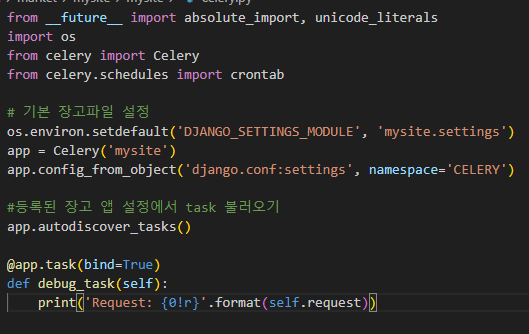 from __future__ import absolute_import, unicode_literals
import os
from celery import Celery
from celery.schedules import crontab
# 기본 장고파일 설정
os.environ.setdefault('DJANGO_SETTINGS_MODULE', 'mysite.settings')
app = Celery('mysite')
app.config_from_object('django.conf:settings', namespace='CELERY')
#등록된 장고 앱 설정에서 task 불러오기
app.autodiscover_tasks()
@app.task(bind=True)
def debug_task(self):
print('Request: {0!r}'.format(self.request))